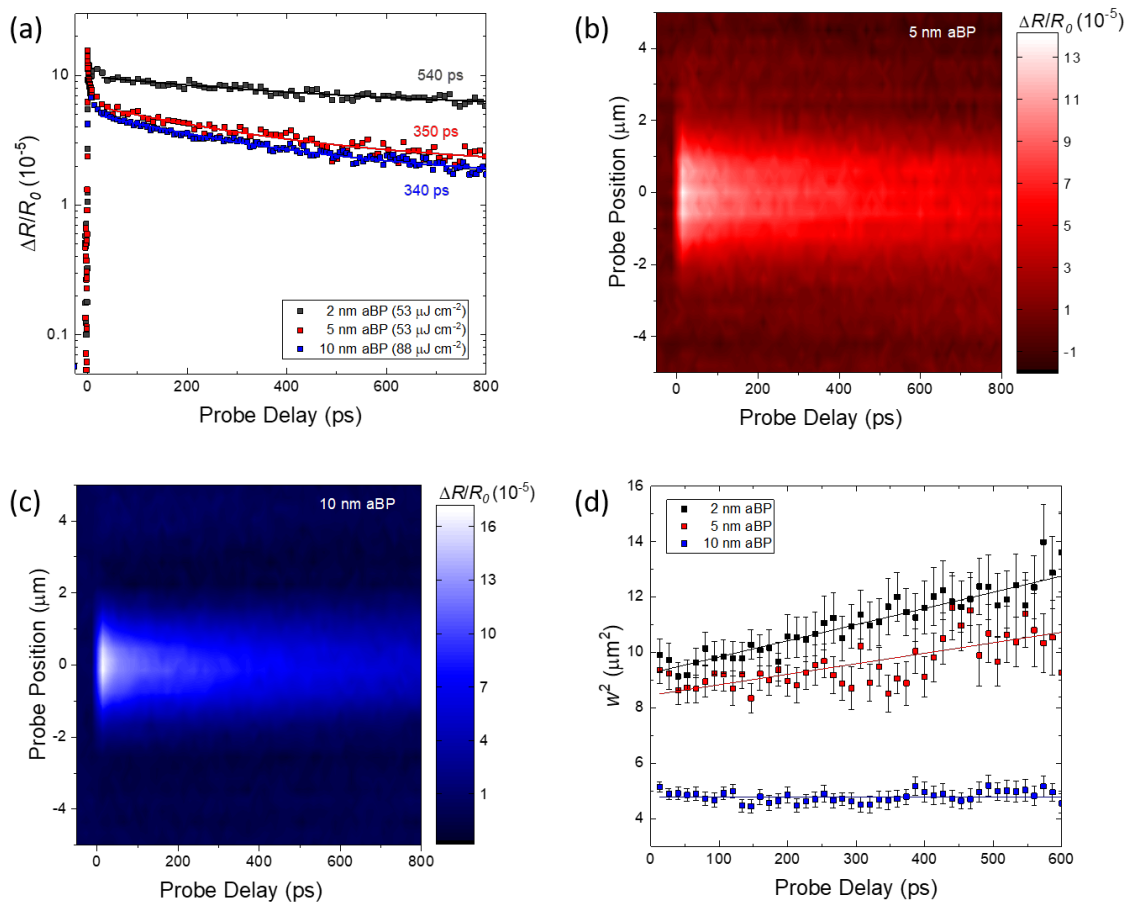 (a)
ΔR/R0 (10-5)
10
1
0.1
540 ps
350 ps
340 ps
2 nm aBP (53 μJ cm-2)
5 nm aBP (53 μJ cm-2)
10 nm aBP (88 μJ cm-2)
0 200 400 600 800
Probe Delay (ps)
(b)
5 nm aBP
Probe Position (μm)
4
2
0
-2
-4
0 200 400 600 800
Probe Delay (ps)
ΔR/R0 (10-5)
13
11
9
7
5
3
1
-1
(c)
10 nm aBP
Probe Position (μm)
4
2
0
-2
-4
0 200 400 600 800
Probe Delay (ps)
ΔR/R0 (10-5)
16
13
10
7
4
1
(d)
2 nm aBP
5 nm aBP
10 nm aBP
w2 (μm2)
16
14
12
10
8
6
4
2
0
0 100 200 300 400 500 600
Probe Delay (ps)